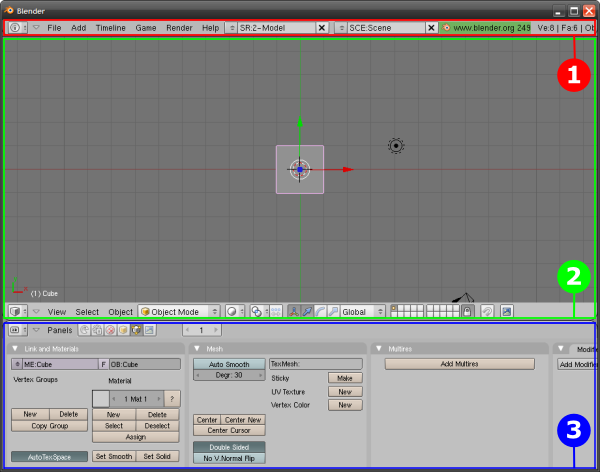 Blender
File Add Timeline Game Render Help SR:2-Model SCE:Scene www.blender.org 249 Ve:8 | Fa:6 | Ob
1
(1) Cube
2
View Select Object Object Mode Global
Panels 1
Link and Materials Mesh Multires Modifie
ME:Cube F OB:Cube Auto Smooth TexMesh: Add Multires Add Modifier
Vertex Groups Material Degr: 30 Sticky Make
1 Mat 1 ? UV Texture New
New Delete New Delete Vertex Color New
Copy Group Select Deselect Center Center New
Assign Center Cursor
Double Sided
AutoTexSpace Set Smooth Set Solid No V.Normal Flip
3